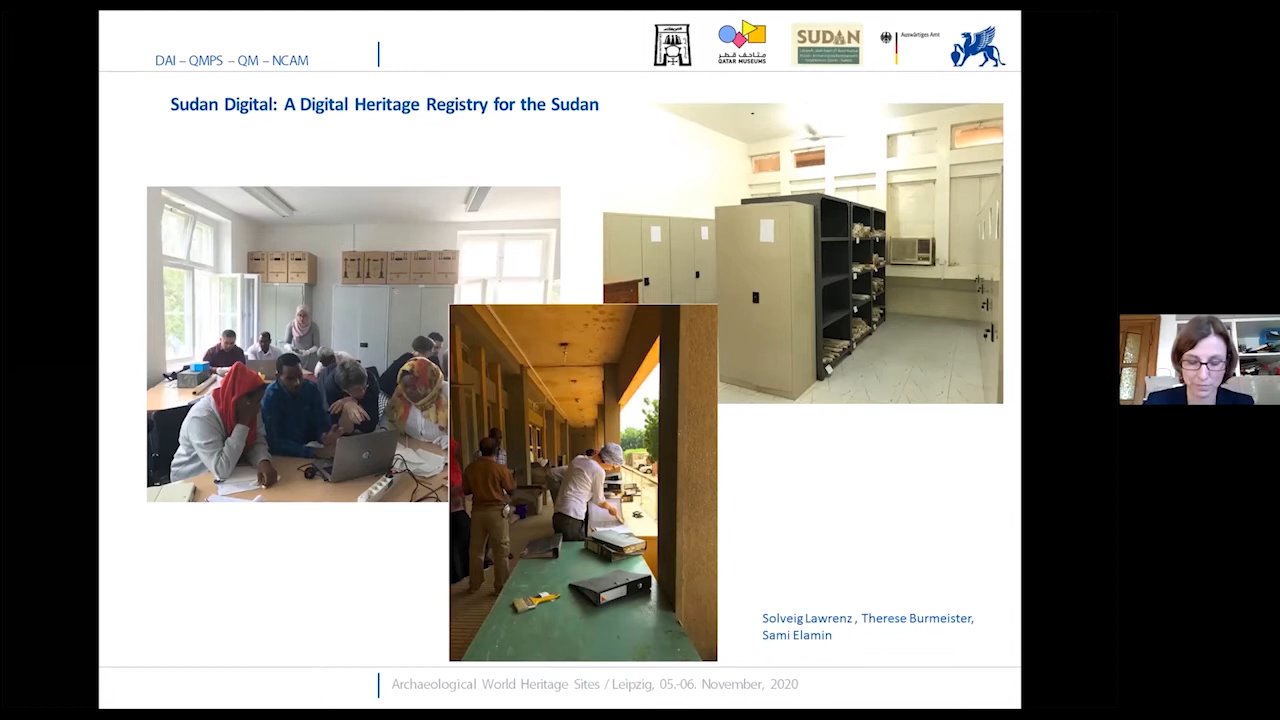 DAI – QMPS – QM – NCAM
متاحف قطر
QATAR MUSEUMS
SUDAN
Auswärtiges Amt
Sudan Digital: A Digital Heritage Registry for the Sudan
Solveig Lawrenz , Therese Burmeister,
Sami Elamin
Archaeological World Heritage Sites / Leipzig, 05.-06. November, 2020